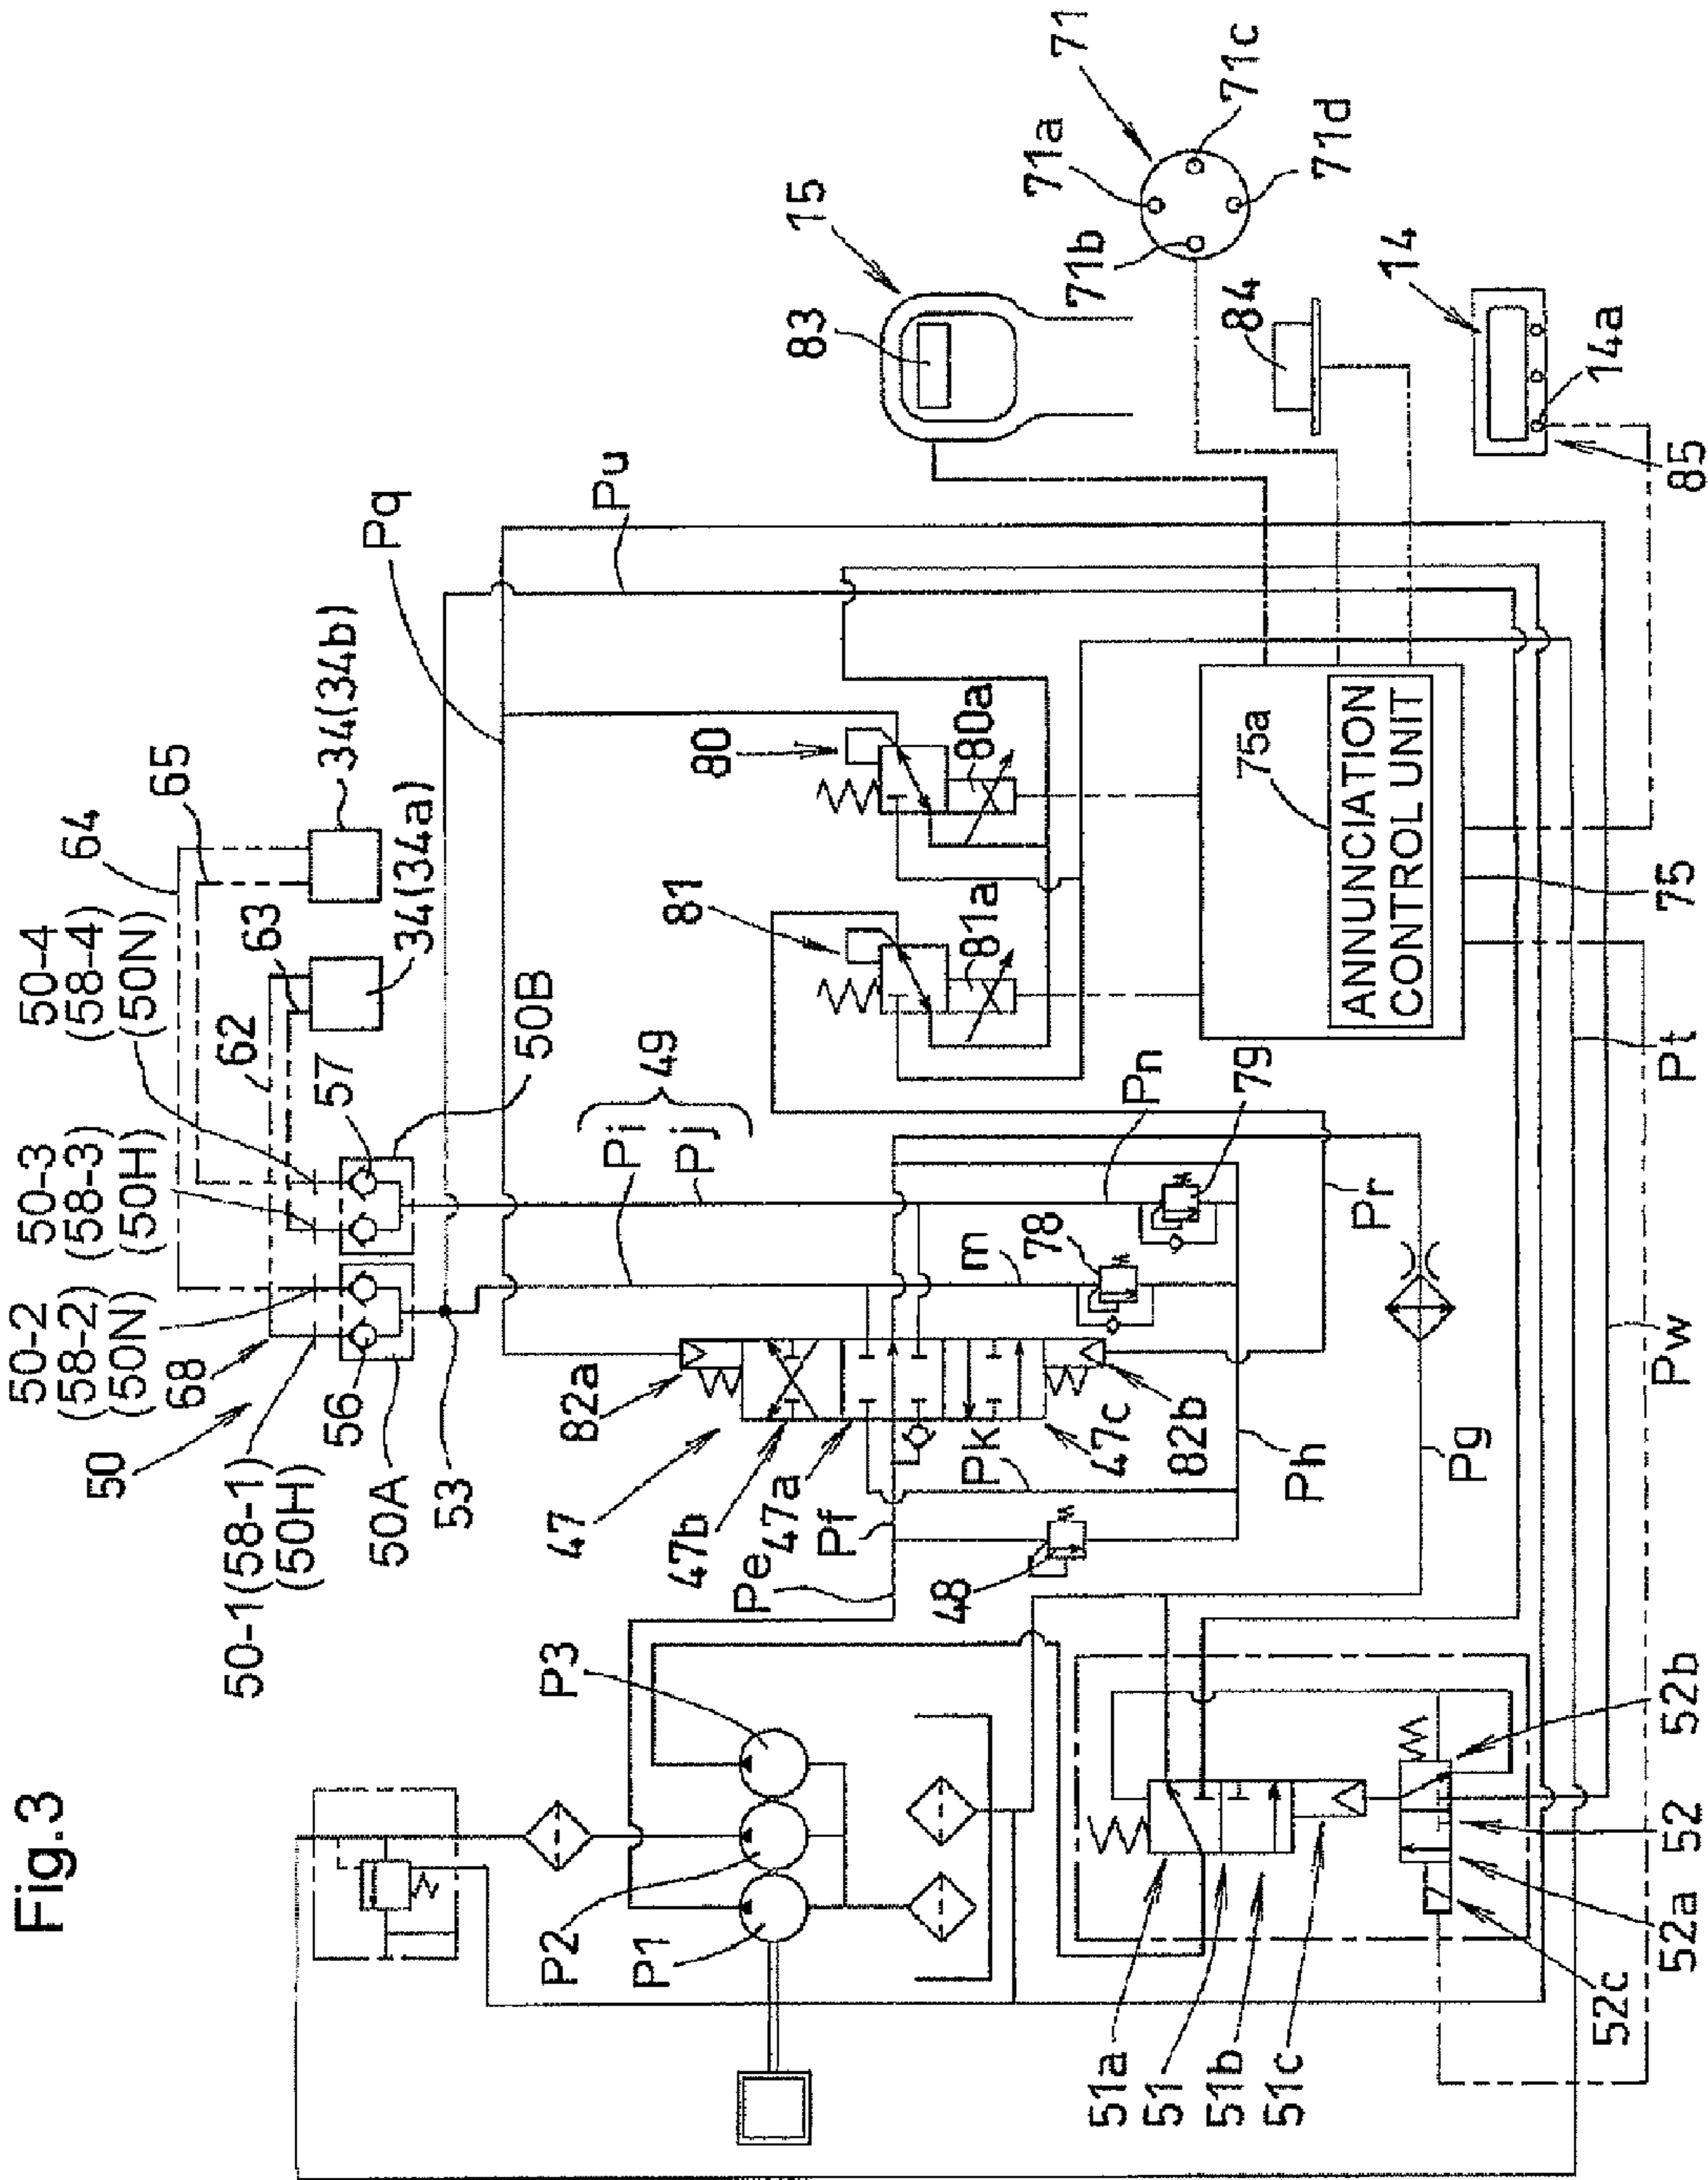 Fig.3
50
50-1(58-1)
(50H)
50-2
(58-2)
(50N)
68
50-3
(58-3)
(50H)
50-4
(58-4)
(50N)
62
63
64
65
34(34a)
34(34b)
56
57
50A
50B
53
49
Pi
Pj
Pq
Pu
P1
P2
P3
Pe
Pf
47
47a
47b
47c
82a
82b
48
Pk
Ph
Pg
Pr
m
Pn
78
79
80
80a
81
81a
15
83
71
71a
71b
71c
71d
84
14
14a
85
75a
ANNUNCIATION
CONTROL UNIT
75
Pt
Pw
51a
51
51b
51c
52
52a
52b
52c